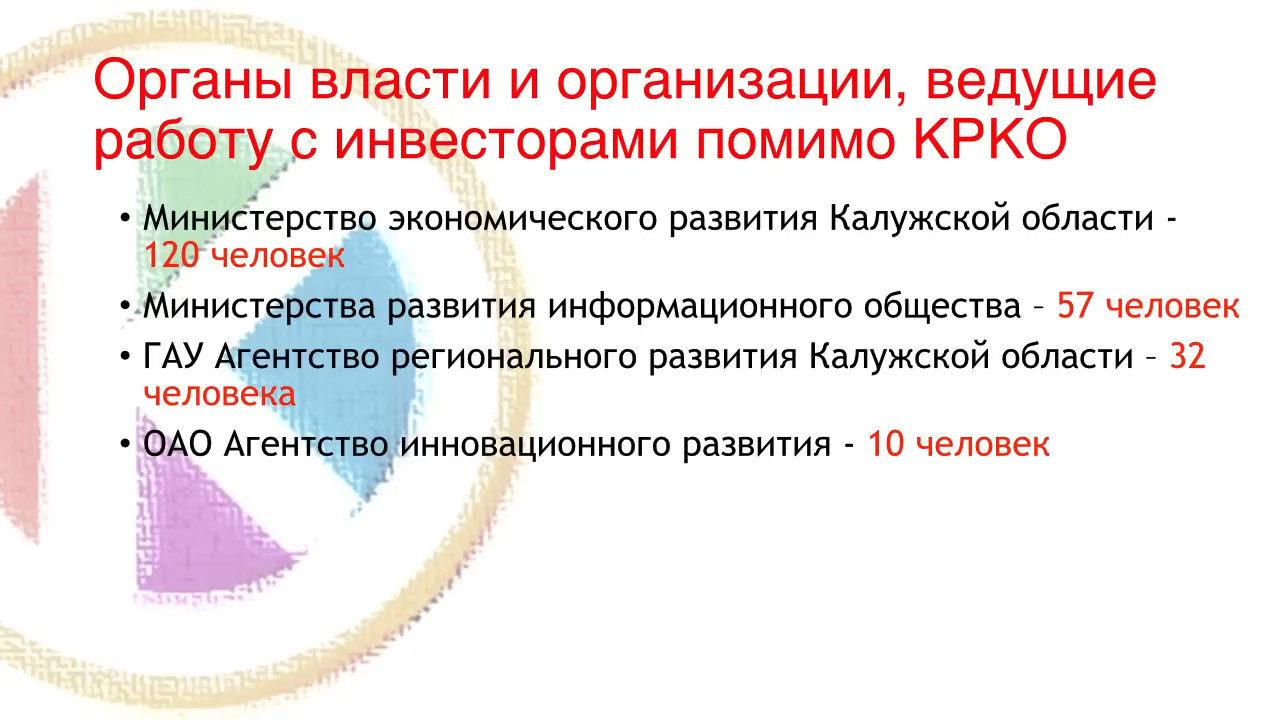 Органы власти и организации, ведущие
работу с инвесторами помимо КРКО
• Министерство экономического развития Калужской области -
120 человек
• Министерства развития информационного общества – 57 человек
• ГАУ Агентство регионального развития Калужской области – 32
человека
• ОАО Агентство инновационного развития - 10 человек